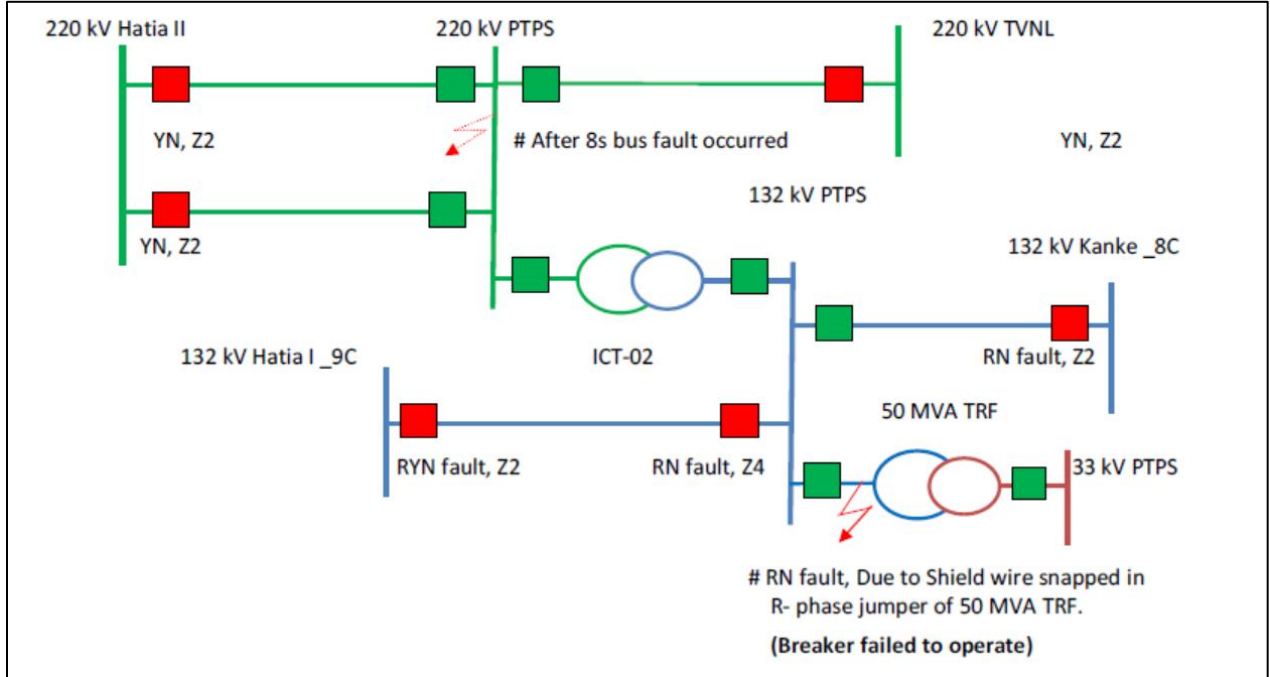 220 kV Hatia II
220 kV PTPS
220 kV TVNL
YN, Z2
# After 8s bus fault occurred
YN, Z2
132 kV PTPS
YN, Z2
132 kV Kanke _8C
132 kV Hatia I _9C
ICT-02
RN fault, Z2
50 MVA TRF
RYN fault, Z2
RN fault, Z4
33 kV PTPS
# RN fault, Due to Shield wire snapped in
R- phase jumper of 50 MVA TRF.
(Breaker failed to operate)